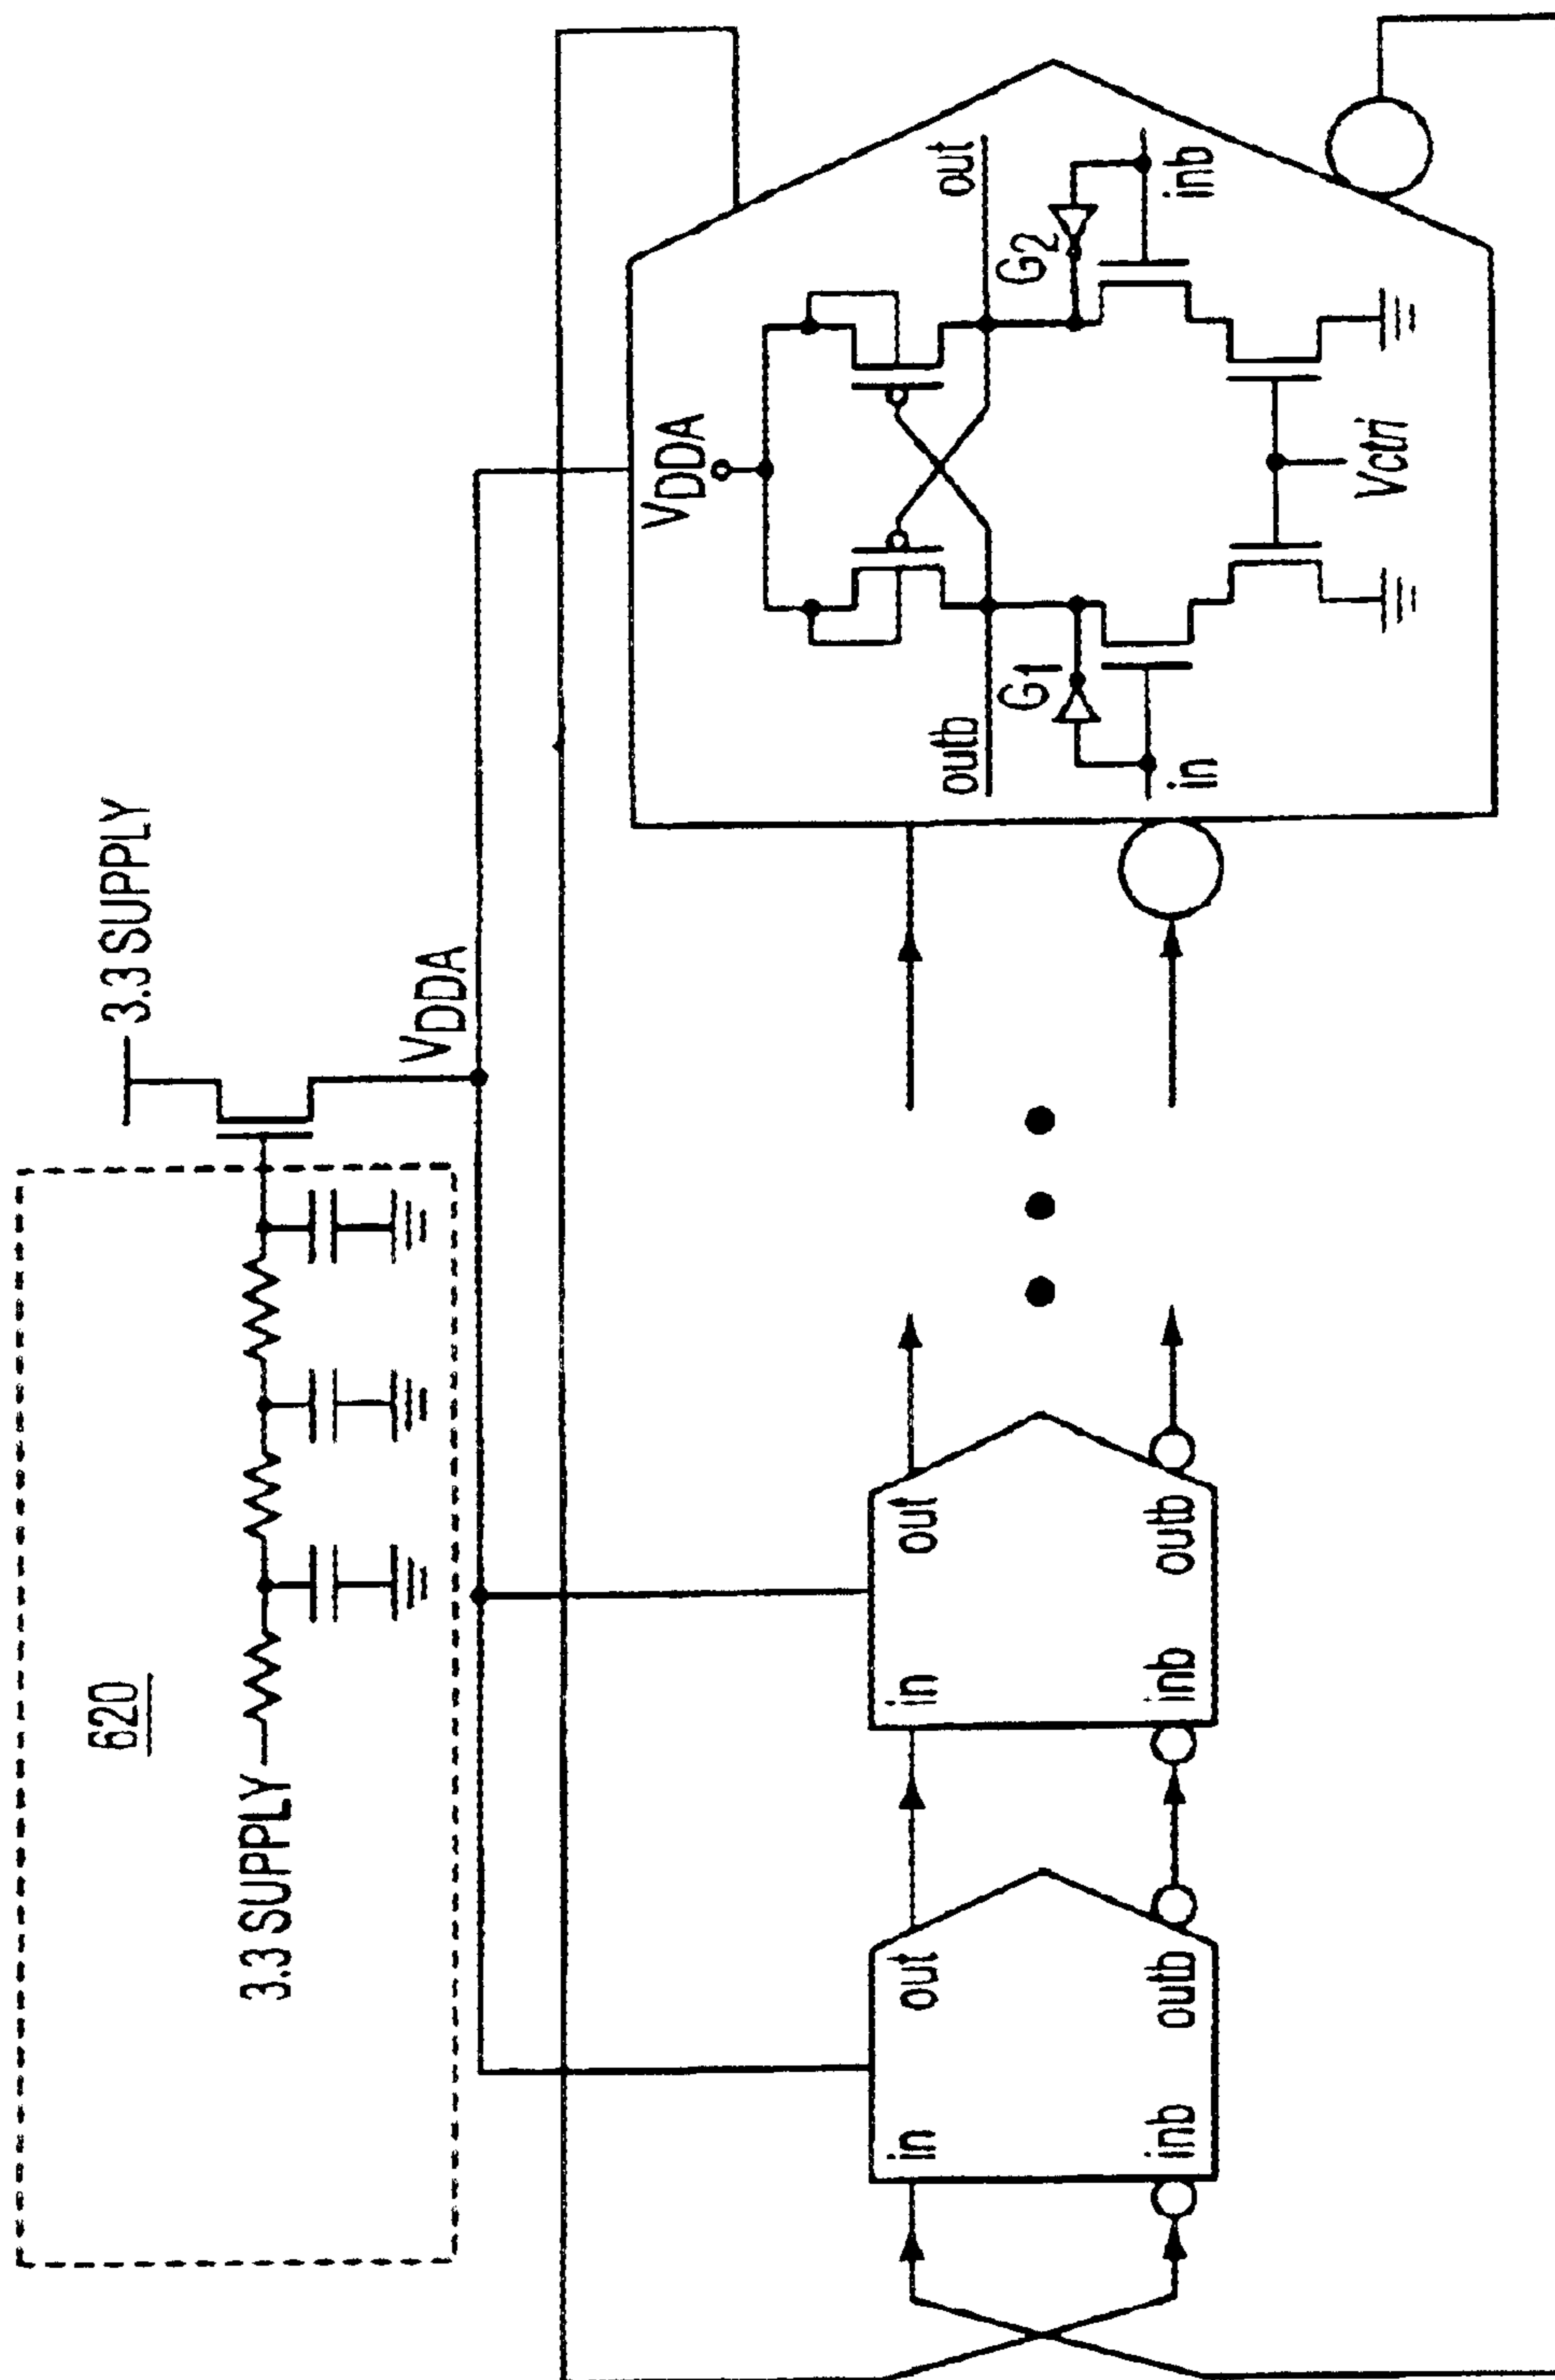 620
3.3 SUPPLY
3.3 SUPPLY
VDDA
in
out
inb
outb
in
out
inb
outb
VDDA
outb
out
G1
G2
in
inb
Vctrl